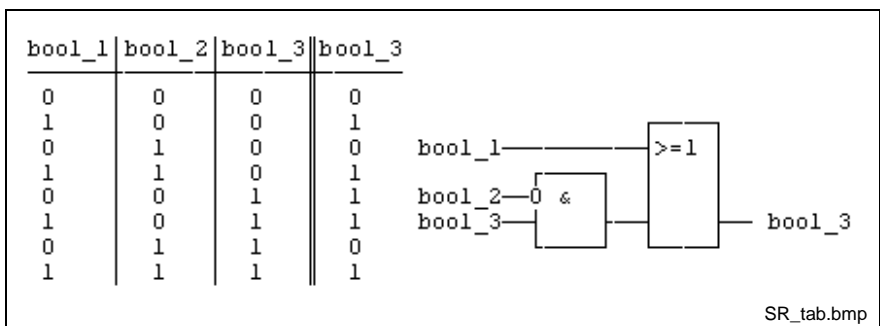 bool_1 bool_2 bool_3 bool_3
0 0 0 0
1 0 0 1
0 1 0 0
1 1 0 1
0 0 1 1
1 0 1 1
0 1 1 0
1 1 1 1
bool_1 >=1
bool_2 0 &
bool_3 bool_3
SR_tab.bmp